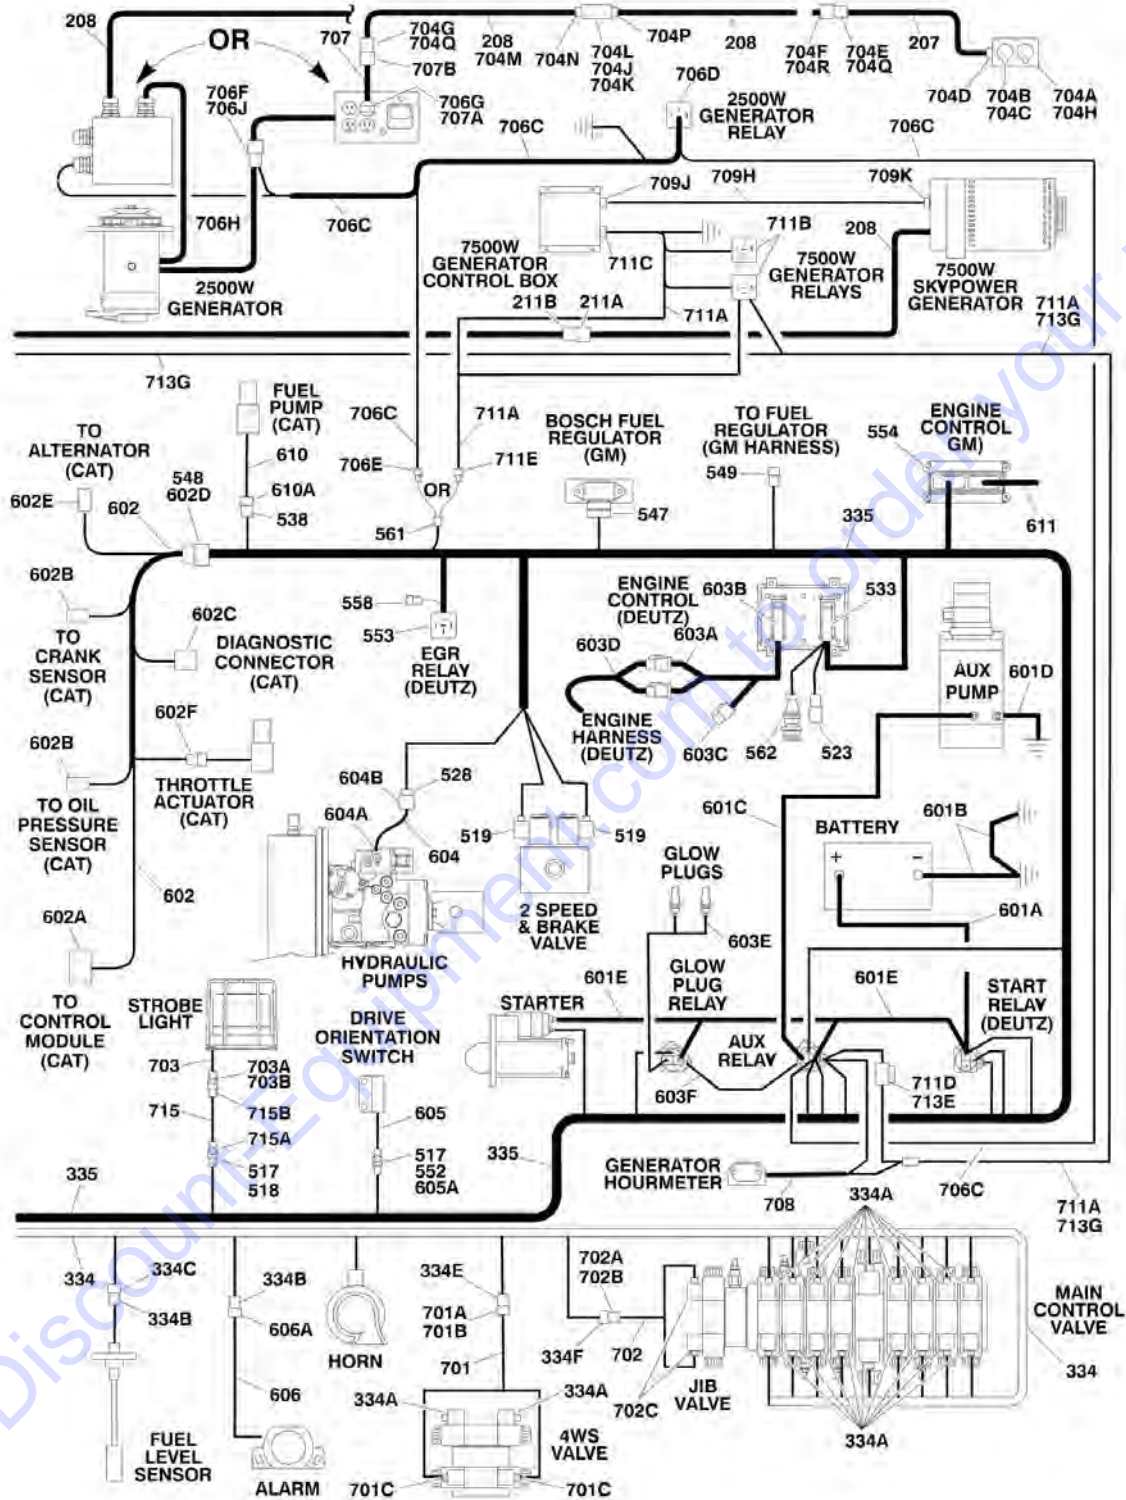 208
OR
707
704G
704Q
707B
208
704M
704N
704L
704J
704K
704P
208
704F
704R
704E
704Q
207
704D
704B
704C
704A
704H
706F
706J
706G
707A
706D
2500W
GENERATOR
RELAY
706C
706C
709J
709H
709K
706H
706C
2500W
GENERATOR
7500W
GENERATOR
CONTROL BOX
711C
711B
7500W
GENERATOR
RELAYS
208
7500W
SKYPOWER
GENERATOR
211B
211A
711A
711A
713G
713G
FUEL
PUMP
(CAT)
706C
711A
BOSCH FUEL
REGULATOR
(GM)
TO FUEL
REGULATOR
(GM HARNESS)
554
ENGINE
CONTROL
GM)
TO
ALTERNATOR
(CAT)
610
706E
711E
549
602E
602
548
602D
610A
538
OR
561
547
335
611
602B
602C
TO
CRANK
SENSOR
(CAT)
DIAGNOSTIC
CONNECTOR
(CAT)
558
553
EGR
RELAY
(DEUTZ)
ENGINE
CONTROL
(DEUTZ)
603B
533
603D
603A
AUX
PUMP
601D
602F
602B
ENGINE
HARNESS
(DEUTZ)
603C
562
523
THROTTLE
ACTUATOR
(CAT)
TO OIL
PRESSURE
SENSOR
(CAT)
604B
528
604A
604
519
519
601C
BATTERY
601B
+
-
GLOW
PLUGS
602
602A
2 SPEED
& BRAKE
VALVE
603E
601A
HYDRAULIC
PUMPS
TO
CONTROL
MODULE
(CAT)
STROBE
LIGHT
DRIVE
ORIENTATION
SWITCH
STARTER
601E
GLOW
PLUG
RELAY
601E
START
RELAY
(DEUTZ)
AUX
RELAY
703
703A
703B
715
715B
605
603F
711D
713E
715A
517
518
517
552
605A
335
GENERATOR
HOURMETER
708
334A
706C
711A
713G
335
334
334C
334B
334B
606A
606
HORN
334E
701A
701B
701
702A
702B
334F
702
702C
JIB
VALVE
MAIN
CONTROL
VALVE
334
334A
FUEL
LEVEL
SENSOR
ALARM
334A
334A
4WS
VALVE
701C
701C
Discount-Equipment.com to order your